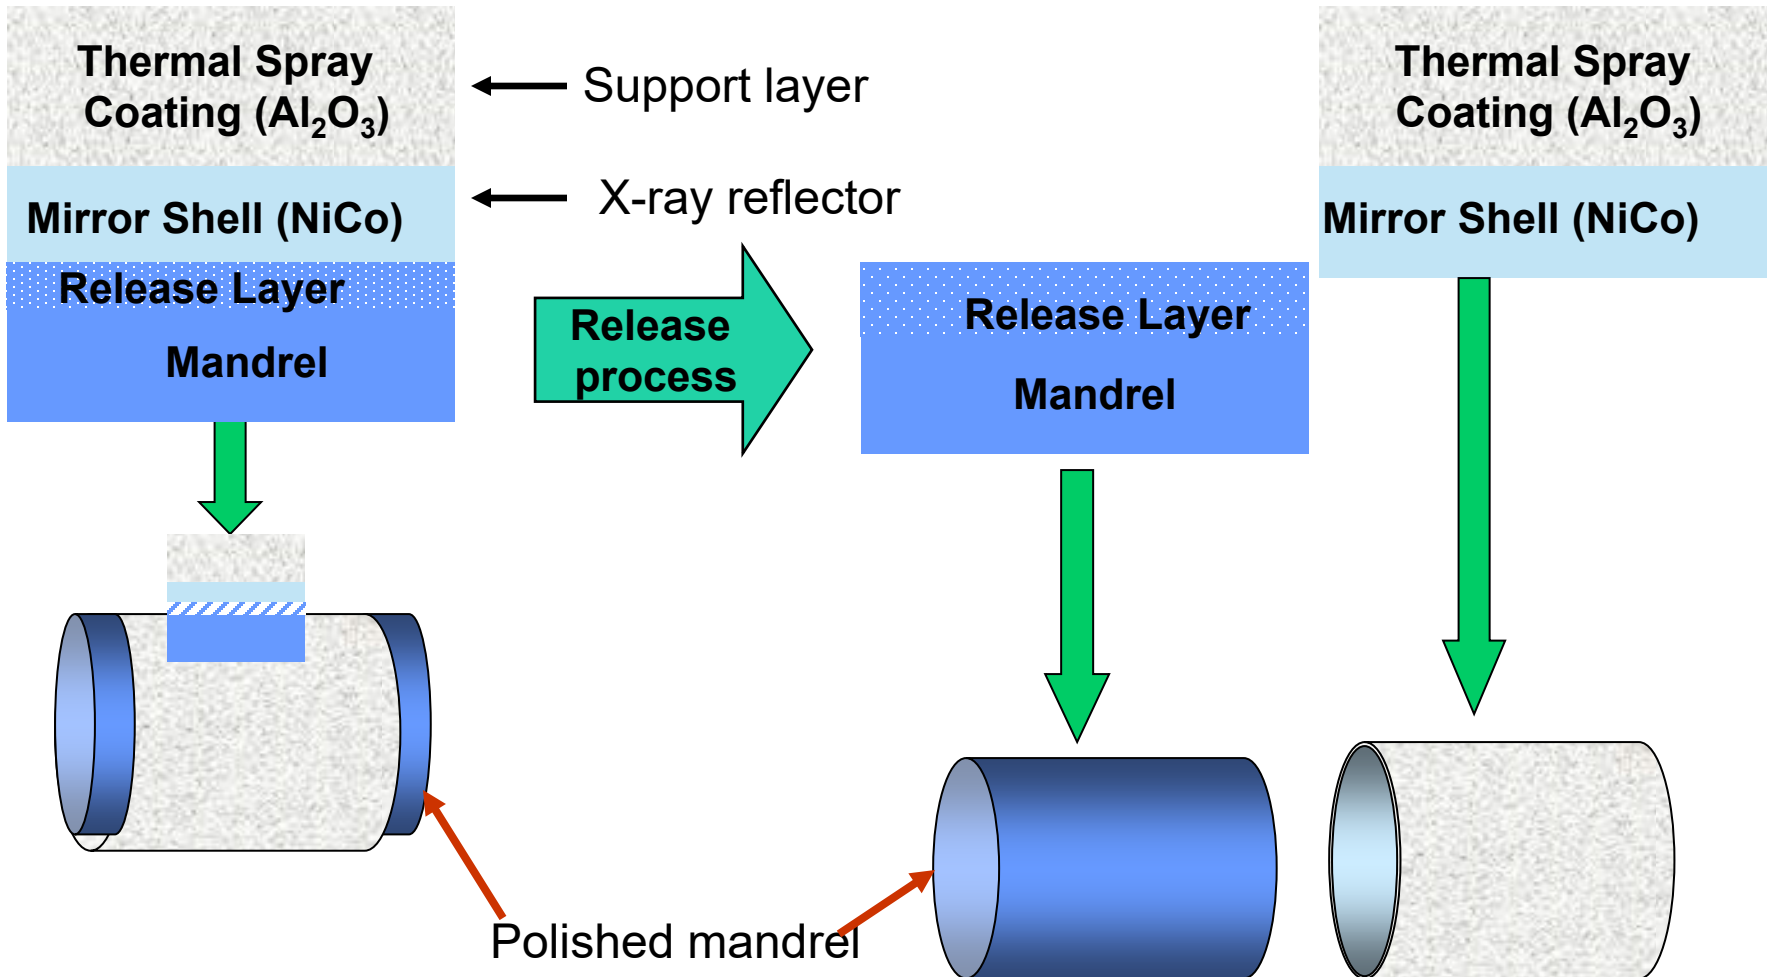 Thermal Spray
Coating (Al₂O₃)
Support layer
Mirror Shell (NiCo)
X-ray reflector
Release Layer
Mandrel
Release
process
Release Layer
Mandrel
Thermal Spray
Coating (Al₂O₃)
Mirror Shell (NiCo)
Polished mandrel